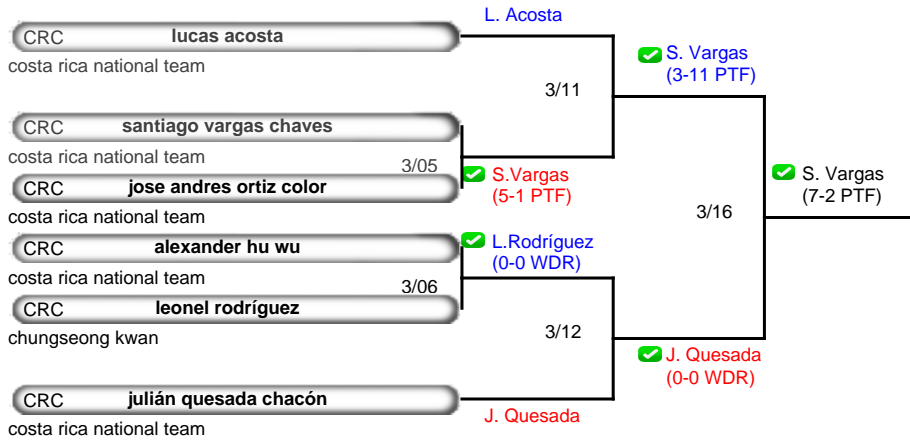 L. Acosta
CRC lucas acosta
costa rica national team
S. Vargas
(3-11 PTF)
3/11
CRC santiago vargas chaves
costa rica national team
3/05
S.Vargas
(5-1 PTF)
S. Vargas
(7-2 PTF)
CRC jose andres ortiz color
costa rica national team
3/16
CRC alexander hu wu
costa rica national team
L.Rodríguez
(0-0 WDR)
3/06
CRC leonel rodríguez
chungseong kwan
3/12
J. Quesada
(0-0 WDR)
CRC julián quesada chacón
costa rica national team
J. Quesada